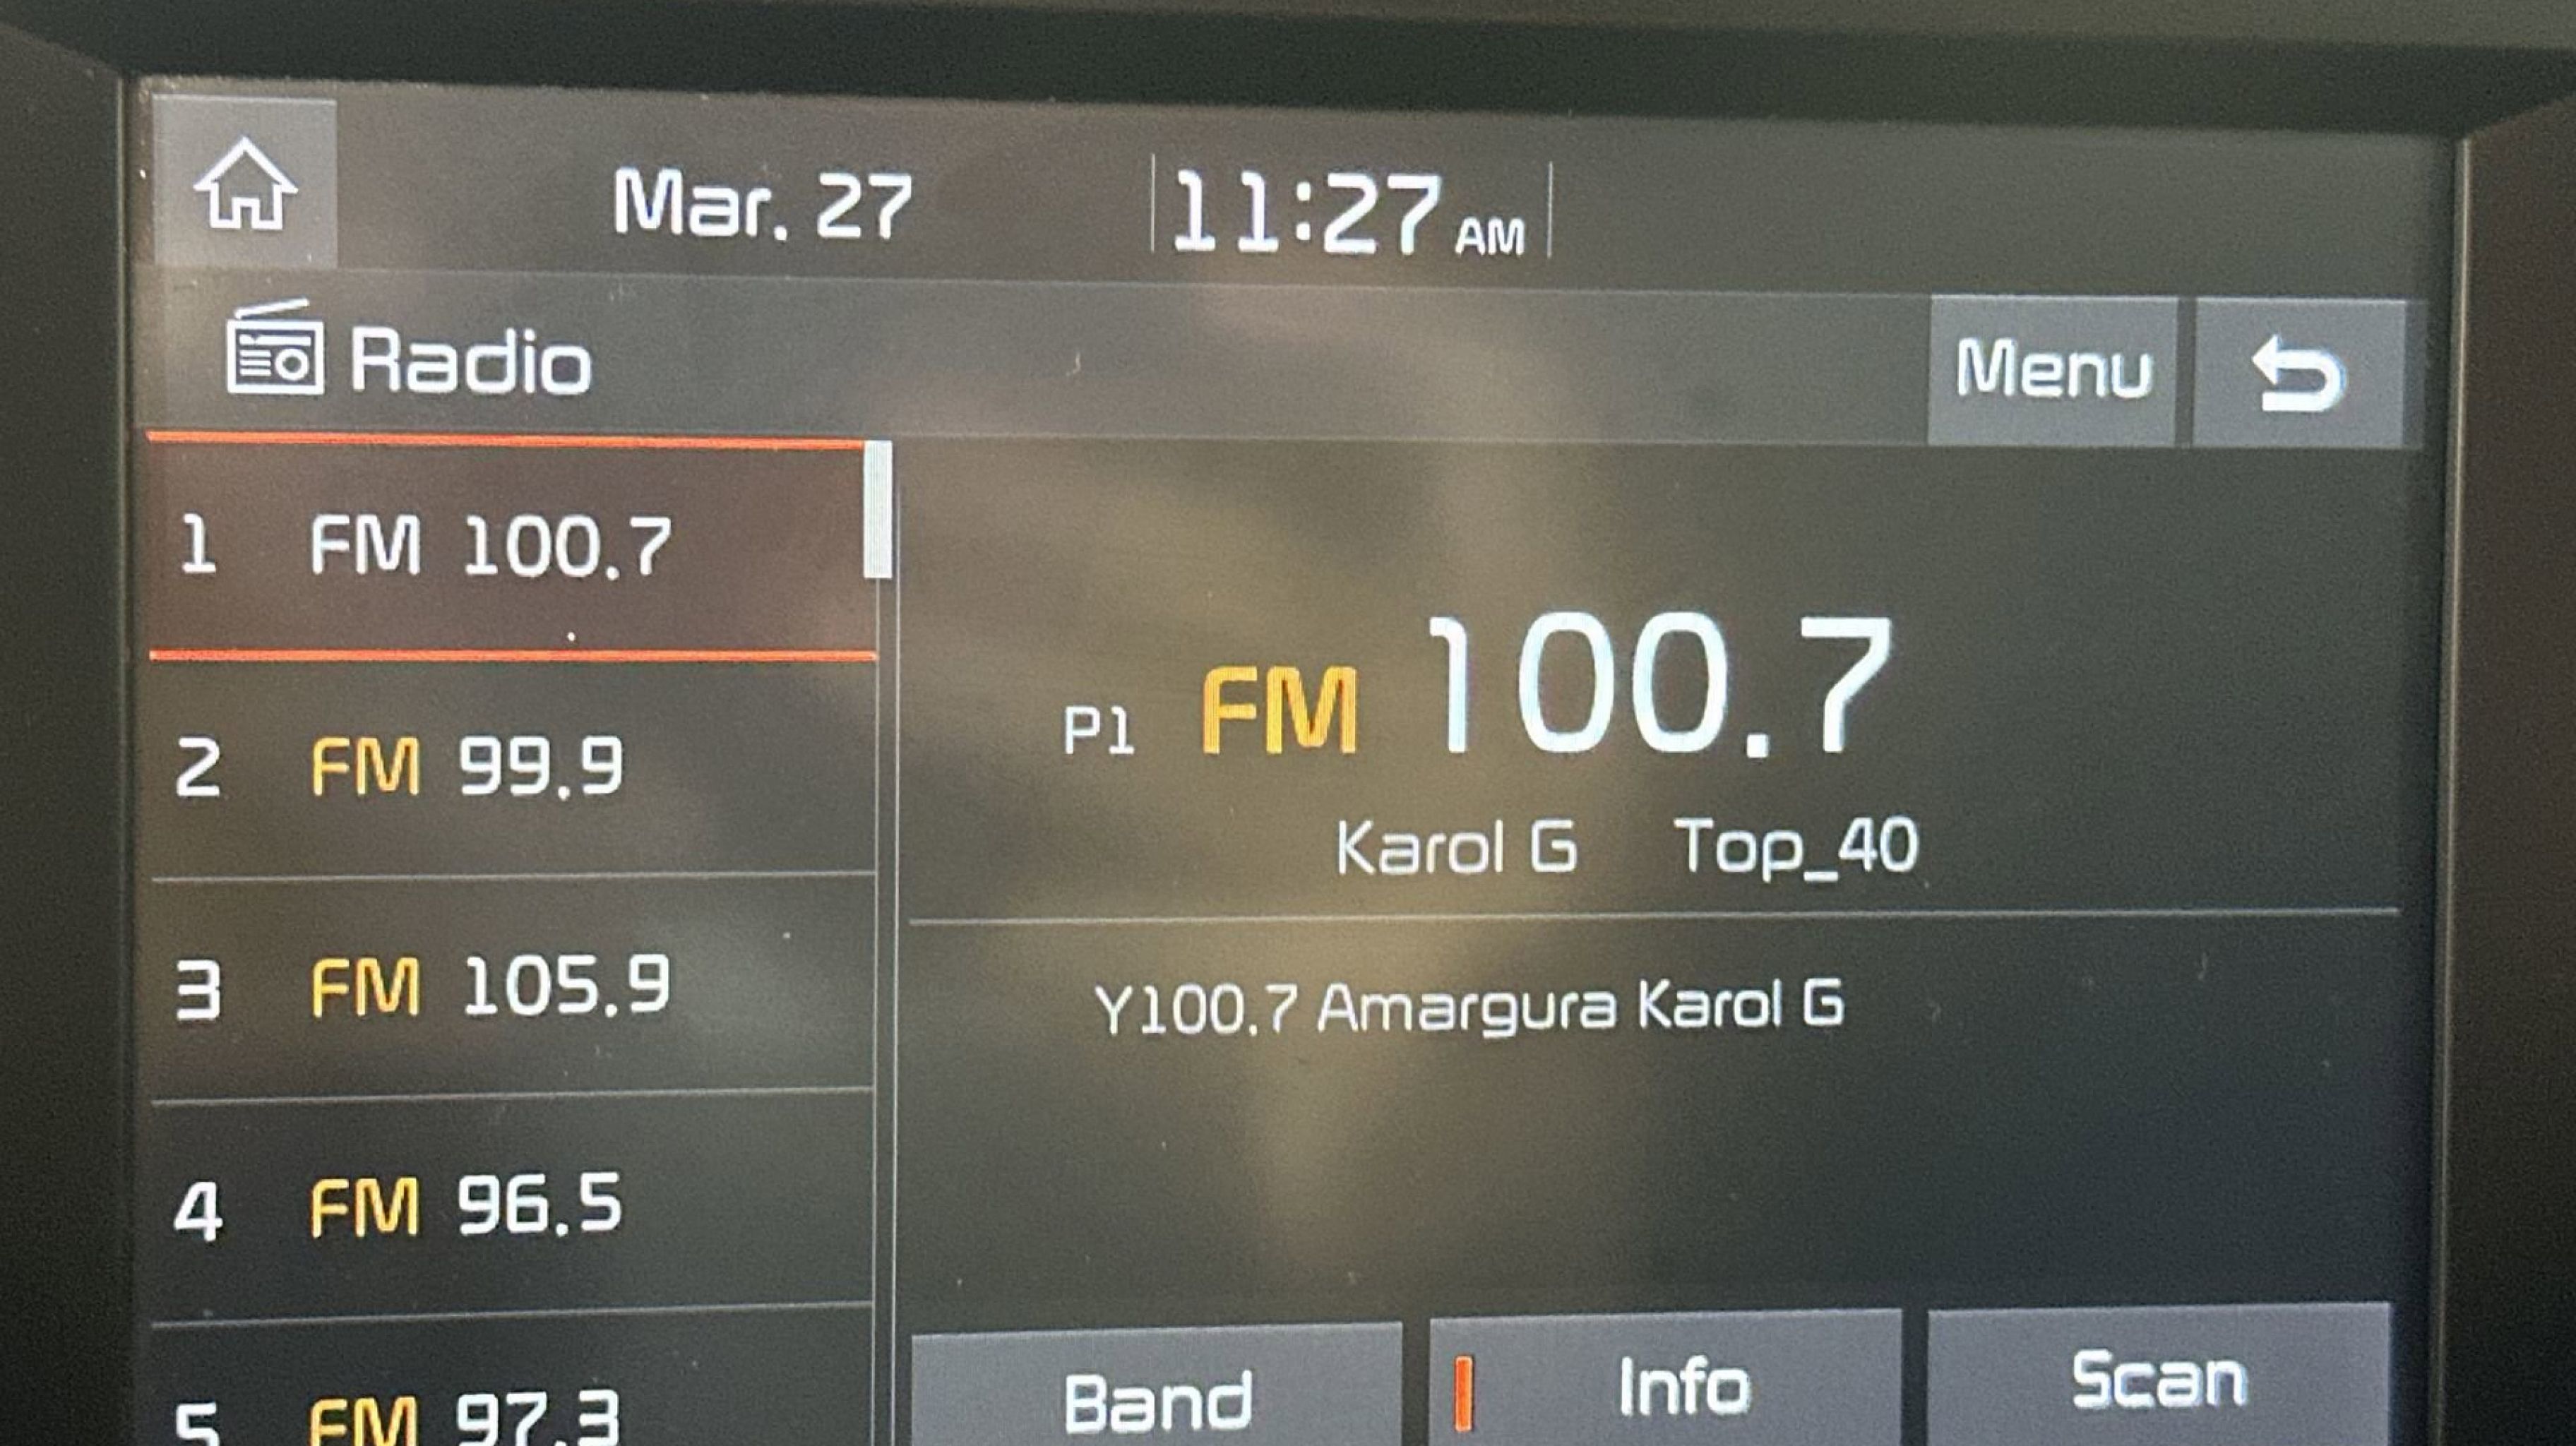 Mar. 27 11:27 AM
Radio Menu
1 FM 100.7
2 FM 99.9
3 FM 105.9
4 FM 96.5
5 FM 97.3
P1 FM 100.7
Karol G Top_40
Y100.7 Amargura Karol G
Band Info Scan